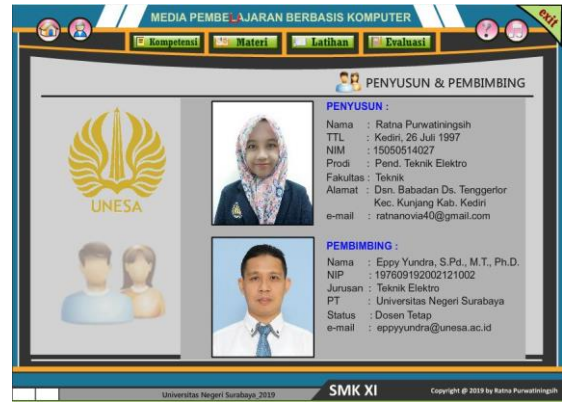 MEDIA PEMBELAJARAN BERBASIS KOMPUTER
exit
Kompetensi Materi Latihan Evaluasi
PENYUSUN & PEMBIMBING
PENYUSUN :
Nama : Ratna Purwatiningsih
TTL : Kediri, 26 Juli 1997
NIM : 15050514027
Prodi : Pend. Teknik Elektro
Fakultas : Teknik
Alamat : Dsn. Babadan Ds. Tenggerlor
Kec. Kunjang Kab. Kediri
e-mail : ratnanovia40@gmail.com
UNESA
PEMBIMBING :
Nama : Eppy Yundra, S.Pd., M.T., Ph.D.
NIP : 197609192002121002
Jurusan : Teknik Elektro
PT : Universitas Negeri Surabaya
Status : Dosen Tetap
e-mail : eppyyundra@unesa.ac.id
Universitas Negeri Surabaya_2019
SMK XI
Copyright @ 2019 by Ratna Purwatiningsih